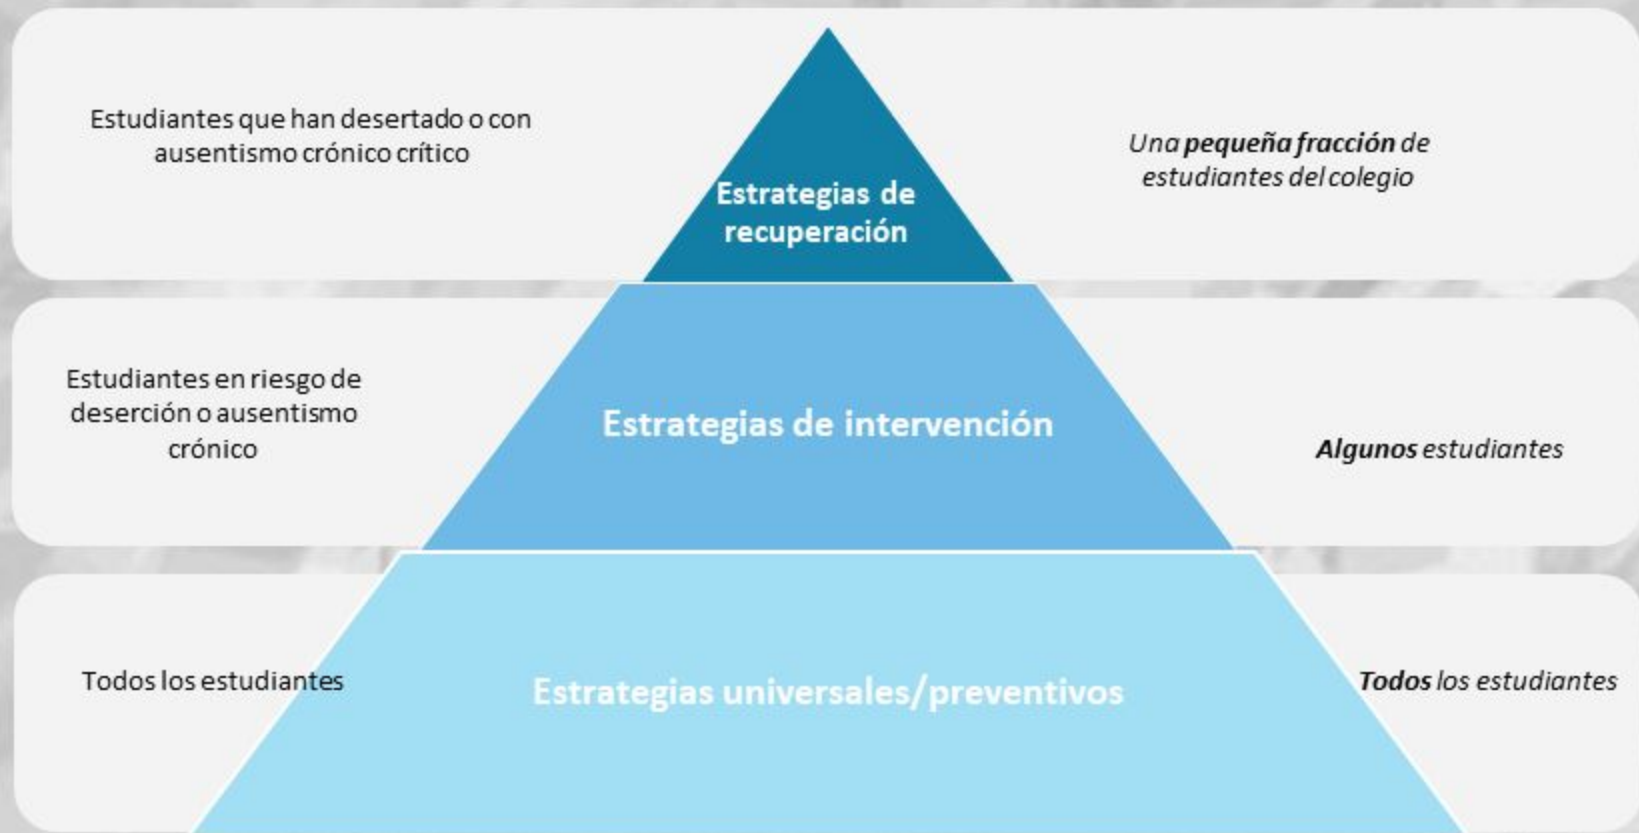 Estudiantes que han desertado o con
ausentismo crónico crítico
Estrategias de
recuperación
Una pequeña fracción de
estudiantes del colegio
Estudiantes en riesgo de
deserción o ausentismo
crónico
Estrategias de intervención
Algunos estudiantes
Todos los estudiantes
Estrategias universales/preventivos
Todos los estudiantes